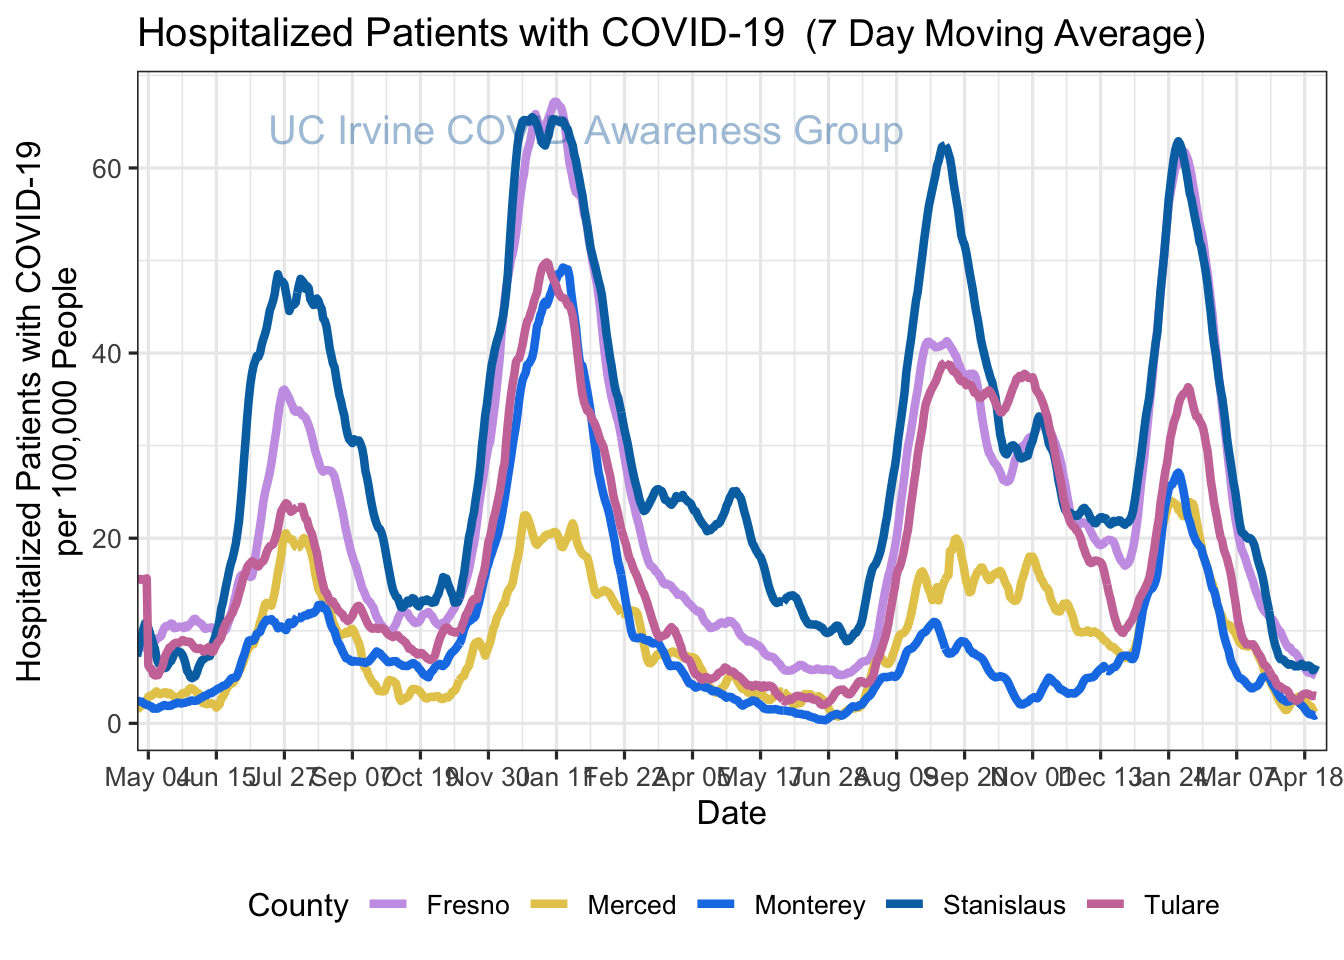 Hospitalized Patients with COVID-19 (7 Day Moving Average)
UC Irvine COVID Awareness Group
Hospitalized Patients with COVID-19
per 100,000 People
60
40
20
0
May 04 Jun 15 Jul 27 Sep 07 Oct 19 Nov 30 Jan 11 Feb 22 Apr 05 May 17 Jun 28 Aug 09 Sep 20 Nov 01 Dec 13 Jan 24 Mar 07 Apr 18
Date
County Fresno Merced Monterey Stanislaus Tulare